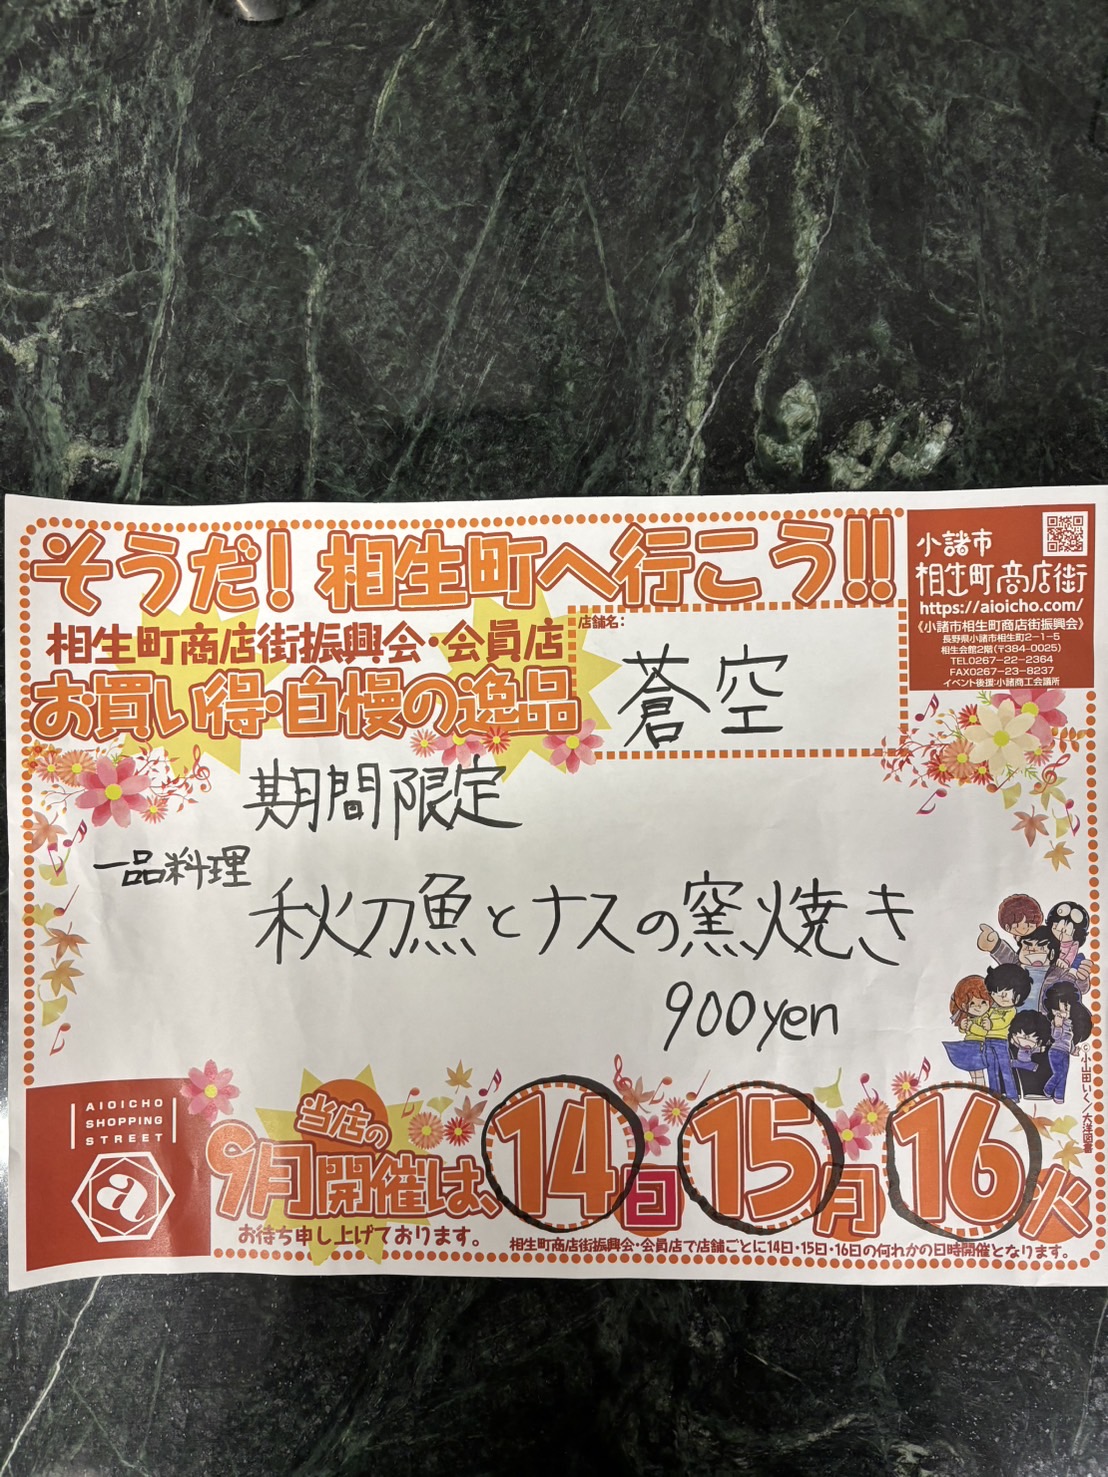 そうだ！相生町へ行こう!!
相生町商店街振興会・会員店
お買い得・自慢の逸品
店舗名：
蒼空
小諸市
相生町商店街
https://aioicho.com/
《小諸市相生町商店街振興会》
長野県小諸市相生町2-1-5
相生会館2階(〒384-0025)
TEL0267-22-2364
FAX0267-23-8237
イベント後援:小諸商工会議所
期間限定
一品料理
秋刀魚とナスの窯焼き
900yen
©小山田いく／大洋図書
AIOICHO
SHOPPING
STREET
a
当店の
9月開催は、14日 15月 16火
お待ち申し上げております。
相生町商店街振興会・会員店で店舗ごとに14日・15日・16日の何れかの日時開催となります。